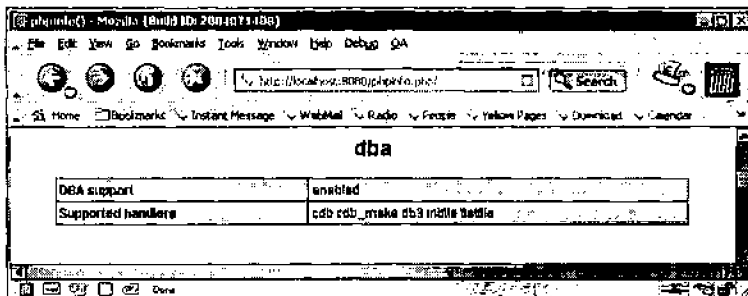 phpinfo() - Mozilla {Build ID: 2004071408}
File Edit View Go Bookmarks Tools Window Help Debug QA
http://localhost:8080/phpinfo.php/ Search
Home Bookmarks Instant Message WebMail Radio People Yellow Pages Download Calendar
dba
DBA support enabled
Supported handlers cdb cdb_make db3 inifile flatfile
Done